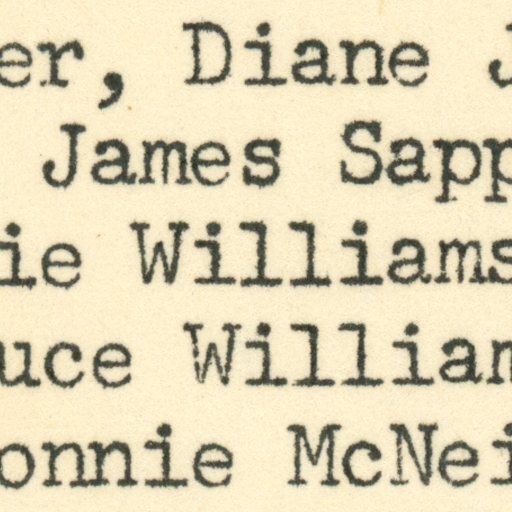 er, Diane J
James Sapp
ie Williams
uce William
onnie McNei